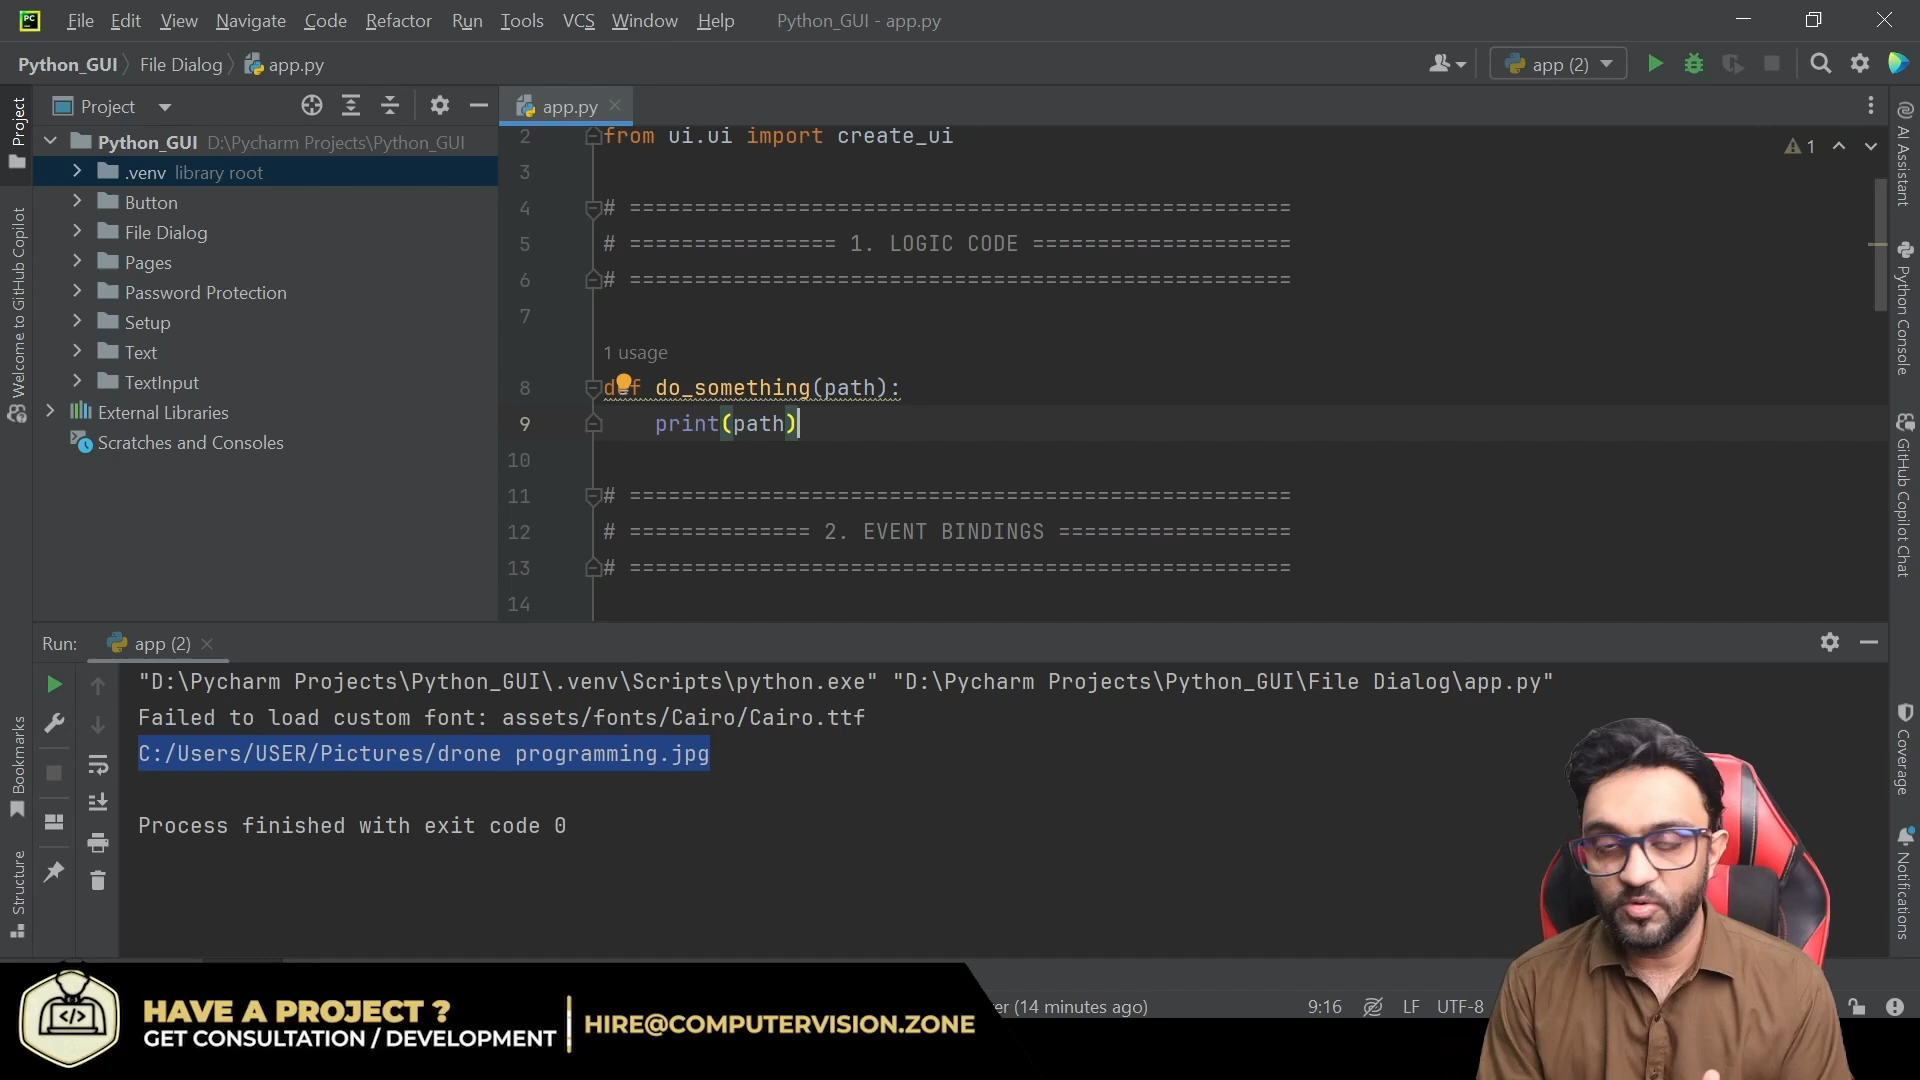 File Edit View Navigate Code Refactor Run Tools VCS Window Help Python_GUI - app.py
Python_GUI File Dialog app.py app (2)
Project
app.py
Python_GUI D:\Pycharm Projects\Python_GUI
.venv library root
Button
File Dialog
Pages
Password Protection
Setup
Text
TextInput
External Libraries
Scratches and Consoles
Project
Welcome to GitHub Copilot
Bookmarks
Structure
2 from ui.ui import create_ui
1
3
4 # ===================================================
5 # ================ 1. LOGIC CODE ====================
6 # ===================================================
7
1 usage
8 def do_something(path):
9 print(path)
10
11 # ===================================================
12 # ============== 2. EVENT BINDINGS ==================
13 # ===================================================
14
AI Assistant
Python Console
GitHub Copilot Chat
Coverage
Notifications
Run: app (2)
"D:\Pycharm Projects\Python_GUI\.venv\Scripts\python.exe" "D:\Pycharm Projects\Python_GUI\File Dialog\app.py"
Failed to load custom font: assets/fonts/Cairo/Cairo.ttf
C:/Users/USER/Pictures/drone programming.jpg
Process finished with exit code 0
er (14 minutes ago) 9:16 LF UTF-8
HAVE A PROJECT ?
GET CONSULTATION / DEVELOPMENT
HIRE@COMPUTERVISION.ZONE